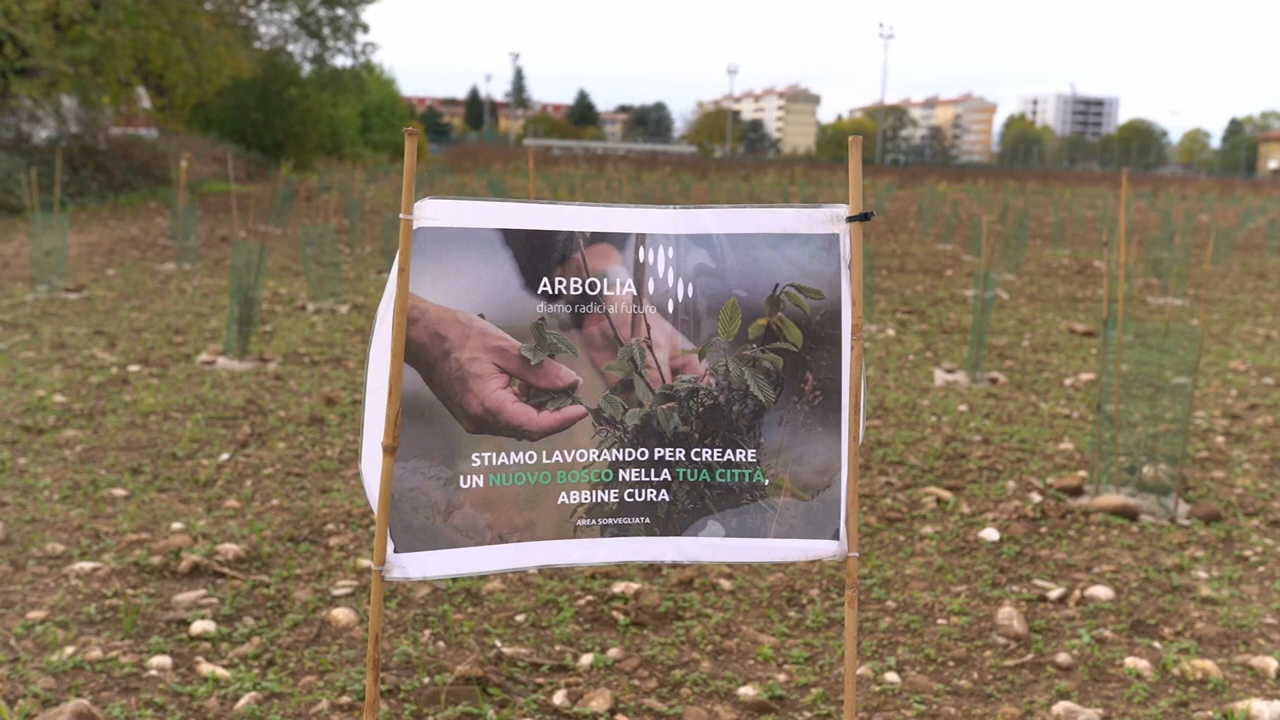 ARBOLIA
diamo radici al futuro
STIAMO LAVORANDO PER CREARE
UN NUOVO BOSCO NELLA TUA CITTÀ,
ABBINE CURA
AREA SORVEGLIATA